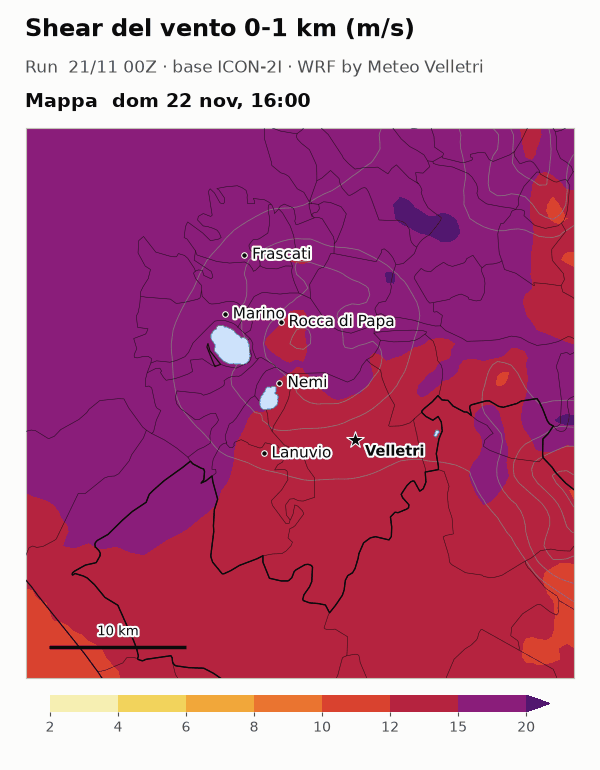 Shear del vento 0-1 km (m/s)
Run  21/11 00Z · base ICON-2I · WRF by Meteo Velletri
Mappa  dom 22 nov, 16:00
Frascati
Marino
Rocca di Papa
Nemi
Lanuvio
Velletri
10 km
2 4 6 8 10 12 15 20